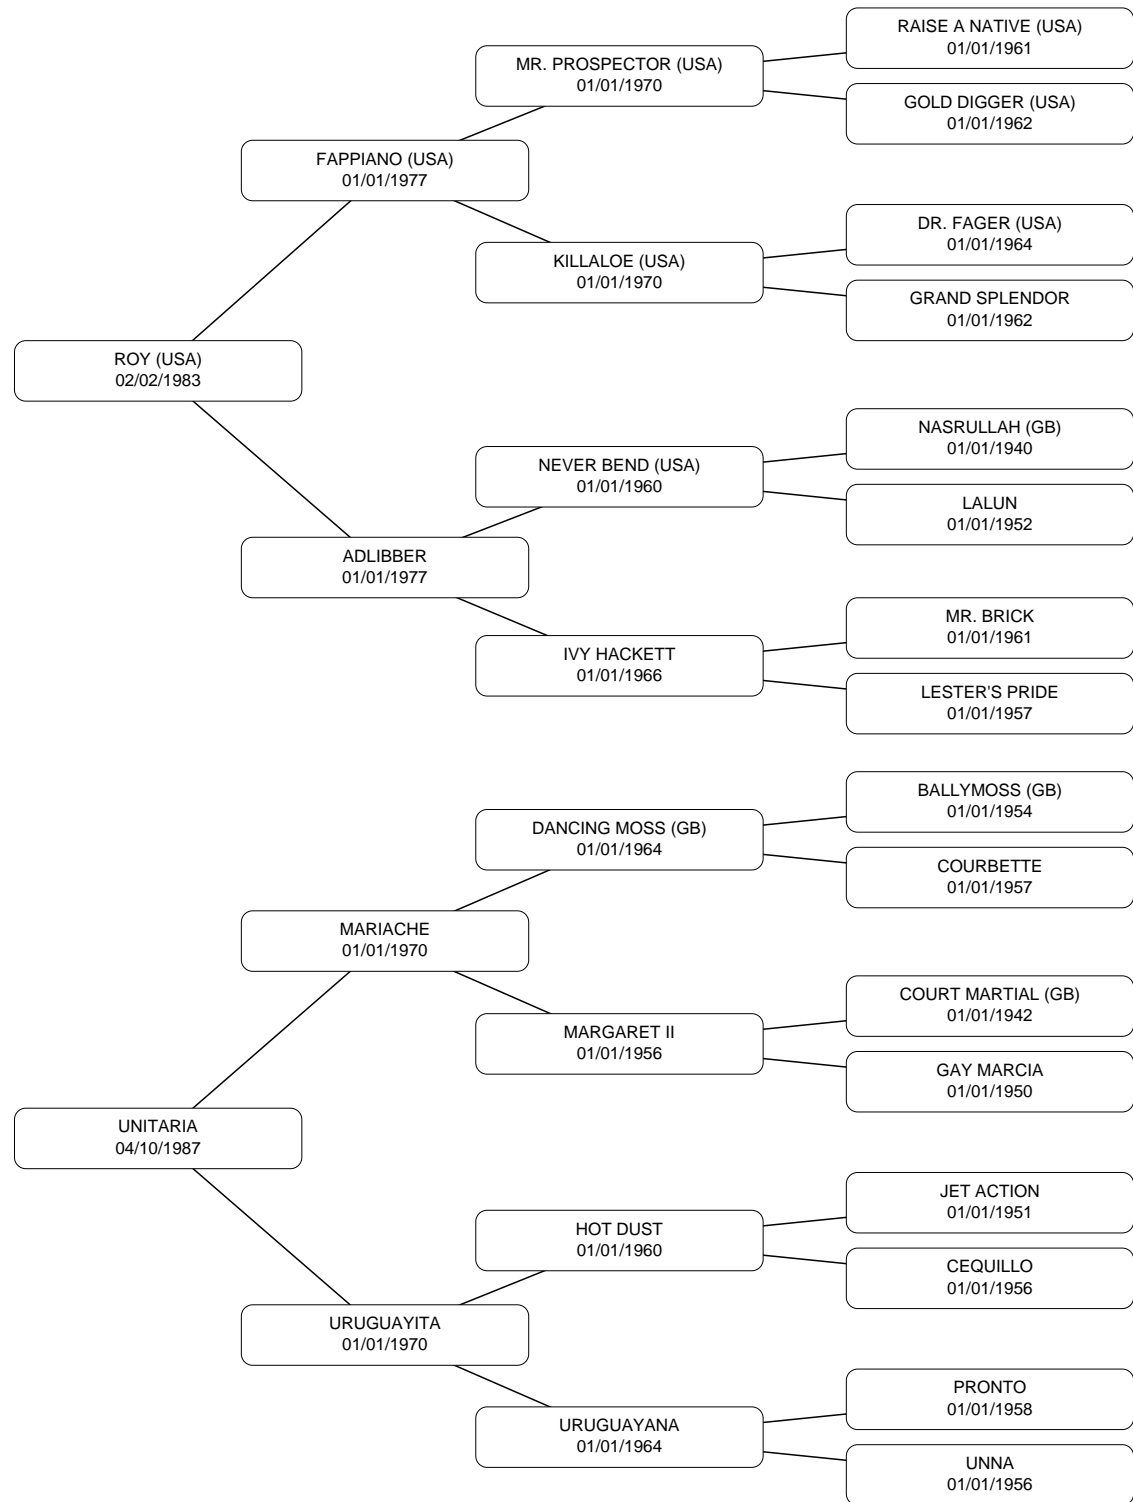 RAISE A NATIVE (USA)
01/01/1961
MR. PROSPECTOR (USA)
01/01/1970
GOLD DIGGER (USA)
01/01/1962
FAPPIANO (USA)
01/01/1977
DR. FAGER (USA)
01/01/1964
KILLALOE (USA)
01/01/1970
GRAND SPLENDOR
01/01/1962
ROY (USA)
02/02/1983
NASRULLAH (GB)
01/01/1940
NEVER BEND (USA)
01/01/1960
LALUN
01/01/1952
ADLIBBER
01/01/1977
MR. BRICK
01/01/1961
IVY HACKETT
01/01/1966
LESTER'S PRIDE
01/01/1957
BALLYMOSS (GB)
01/01/1954
DANCING MOSS (GB)
01/01/1964
COURBETTE
01/01/1957
MARIACHE
01/01/1970
COURT MARTIAL (GB)
01/01/1942
MARGARET II
01/01/1956
GAY MARCIA
01/01/1950
UNITARIA
04/10/1987
JET ACTION
01/01/1951
HOT DUST
01/01/1960
CEQUILLO
01/01/1956
URUGUAYITA
01/01/1970
PRONTO
01/01/1958
URUGUAYANA
01/01/1964
UNNA
01/01/1956